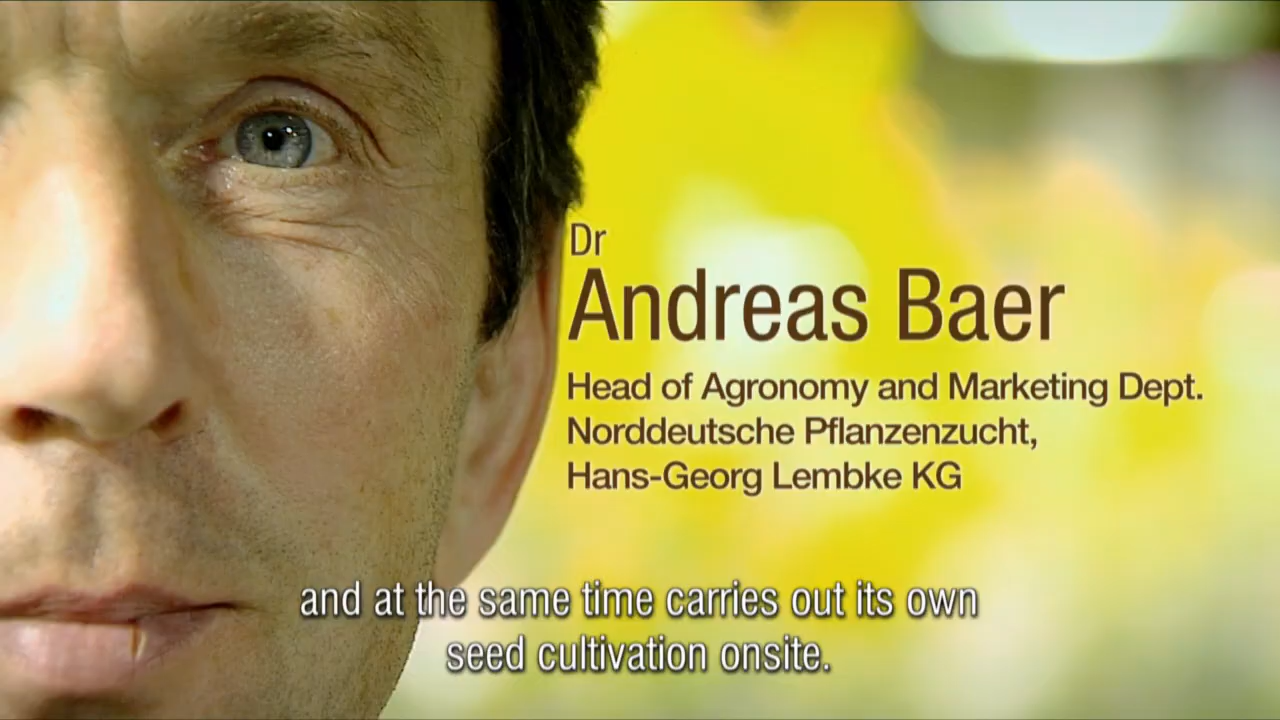 Dr
Andreas Baer
Head of Agronomy and Marketing Dept.
Norddeutsche Pflanzenzucht,
Hans-Georg Lembke KG
and at the same time carries out its own
seed cultivation onsite.